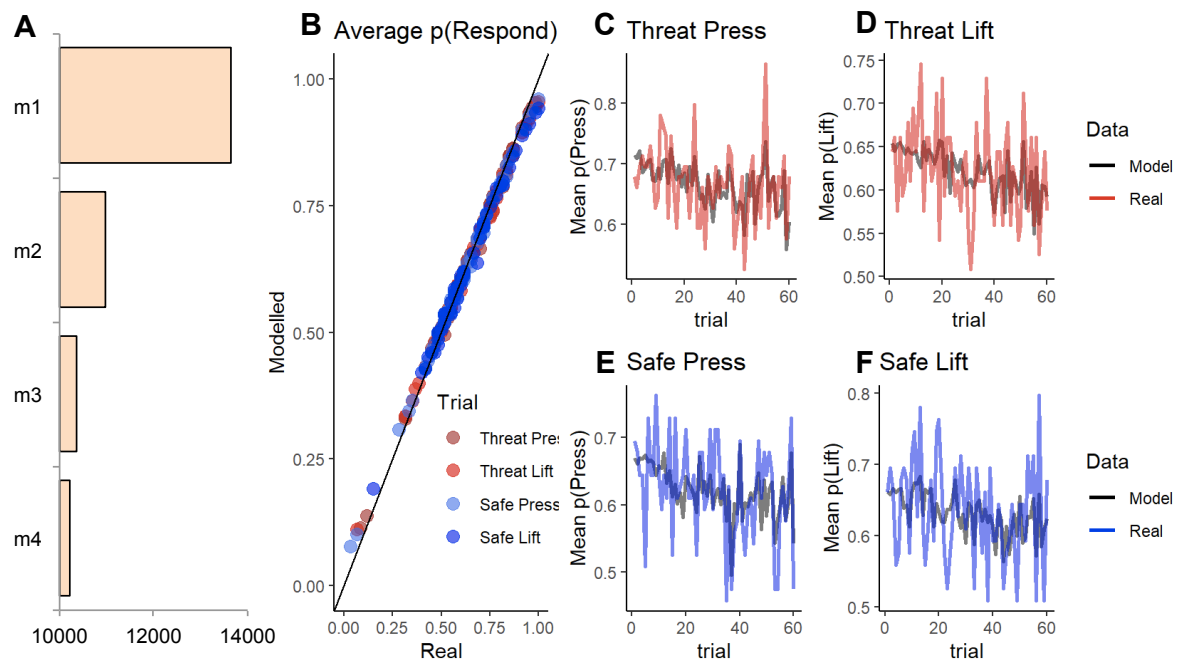 A
m1
m2
m3
m4
10000 12000 14000
B
Average p(Respond)
Modelled
1.00
0.75
0.50
0.25
0.00
0.00 0.25 0.50 0.75 1.00
Real
Trial
Threat Pres
Threat Lift
Safe Press
Safe Lift
C
Threat Press
Mean p(Press)
0.8
0.7
0.6
0 20 40 60
trial
D
Threat Lift
Mean p(Lift)
0.75
0.70
0.65
0.60
0.55
0.50
0 20 40 60
trial
Data
Model
Real
E
Safe Press
Mean p(Press)
0.7
0.6
0.5
0 20 40 60
trial
F
Safe Lift
Mean p(Lift)
0.8
0.7
0.6
0.5
0 20 40 60
trial
Data
Model
Real